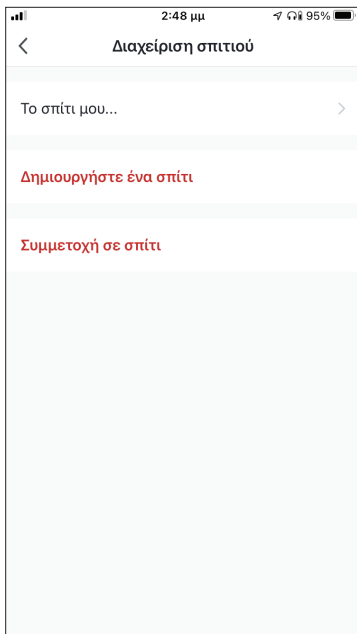 2:48 μμ 95%
Διαχείριση σπιτιού
Το σπίτι μου...
Δημιουργήστε ένα σπίτι
Συμμετοχή σε σπίτι